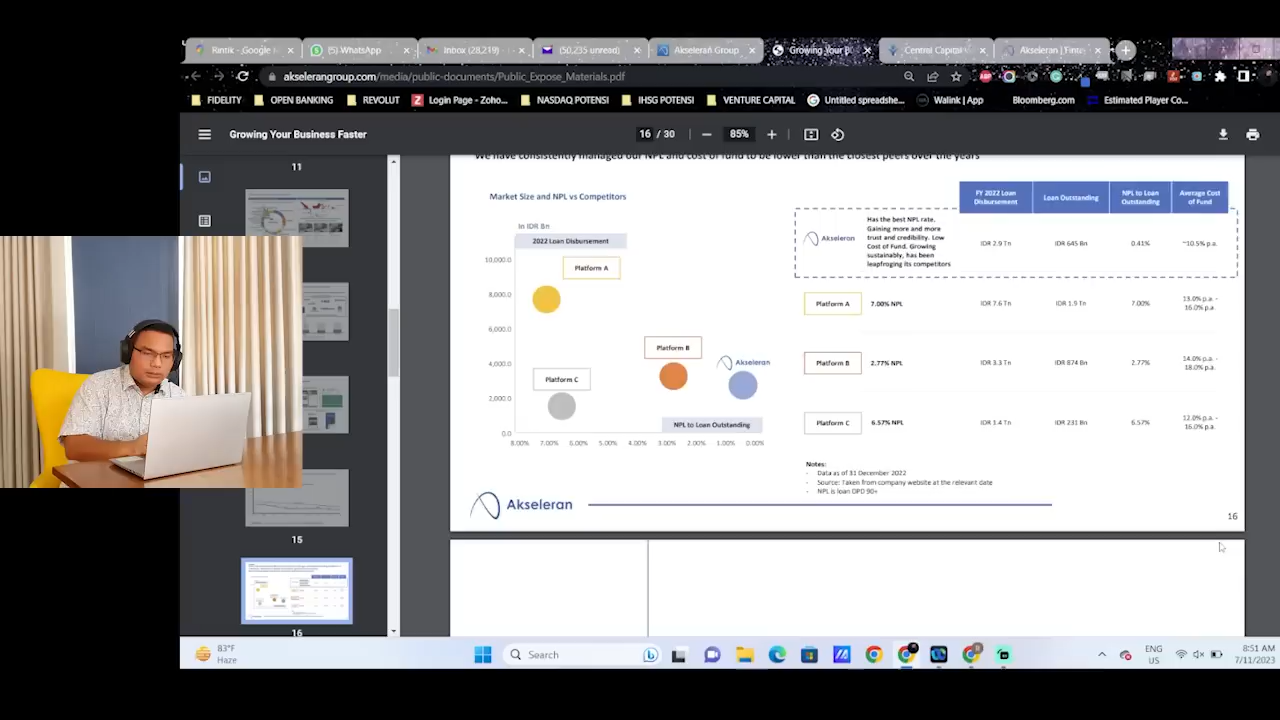 Rintik - Google
(5) WhatsApp
Inbox (28,219) -
(50,235 unread)
Akseleran Group
Growing Your B
Central Capital V
Akseleran | Fint
akselerangroup.com/media/public-documents/Public_Expose_Materials.pdf
FIDELITY
OPEN BANKING
REVOLUT
Login Page - Zoho...
NASDAQ POTENSI
IHSG POTENSI
VENTURE CAPITAL
Untitled spreadshe...
Walink | App
Bloomberg.com
Estimated Player Co...
Growing Your Business Faster
16 / 30
85%
11
15
16
We have consistently managed our NPL and cost of fund to be lower than the closest peers over the years
Market Size and NPL vs Competitors
In IDR Bn
2022 Loan Disbursement
10,000.0
8,000.0
6,000.0
4,000.0
2,000.0
0.0
Platform A
Platform B
Akseleran
Platform C
NPL to Loan Outstanding
8.00% 7.00% 6.00% 5.00% 4.00% 3.00% 2.00% 1.00% 0.00%
FY 2022 Loan
Disbursement
Loan Outstanding
NPL to Loan
Outstanding
Average Cost
of Fund
Akseleran
Has the best NPL rate.
Gaining more and more
trust and credibility. Low
Cost of Fund. Growing
sustainably, has been
leapfroging its competitors
IDR 2.9 Tn
IDR 645 Bn
0.41%
~10.5% p.a.
Platform A
7.00% NPL
IDR 7.6 Tn
IDR 1.9 Tn
7.00%
13.0% p.a. -
16.0% p.a.
Platform B
2.77% NPL
IDR 3.3 Tn
IDR 874 Bn
2.77%
14.0% p.a. -
18.0% p.a.
Platform C
6.57% NPL
IDR 1.4 Tn
IDR 231 Bn
6.57%
12.0% p.a. -
16.0% p.a.
Notes:
- Data as of 31 December 2022
- Source: Taken from company website at the relevant date
- NPL is loan DPD 90+
Akseleran
16
83°F
Haze
Search
ENG
US
8:51 AM
7/11/2023